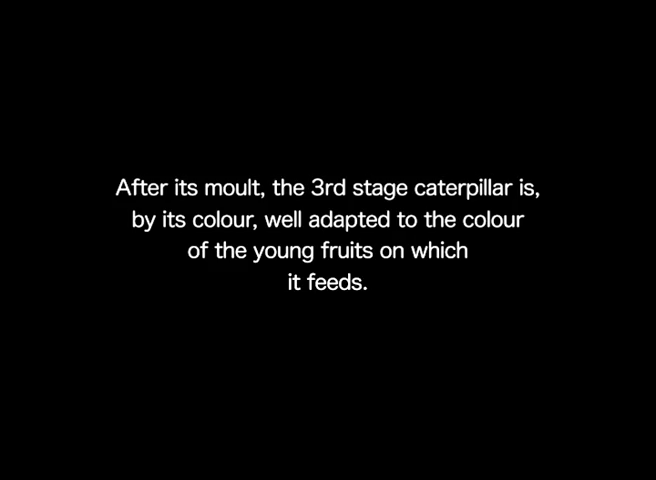 After its moult, the 3rd stage caterpillar is,
by its colour, well adapted to the colour
of the young fruits on which
it feeds.